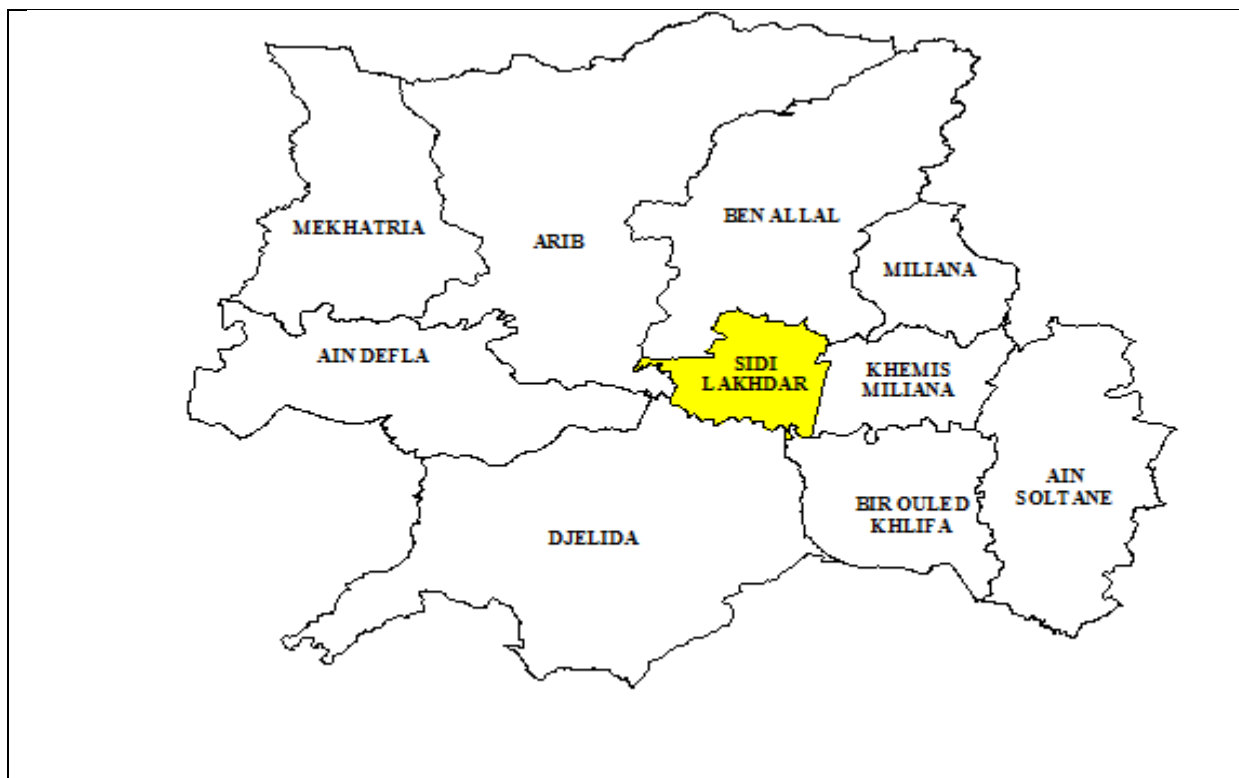 MEKHATRIA
ARIB
BEN ALLAL
MILIANA
AIN DEFLA
SIDI
LAKHDAR
KHEMIS
MILIANA
AIN
SOLTANE
BIR OULED
KHLIFA
DJELIDA